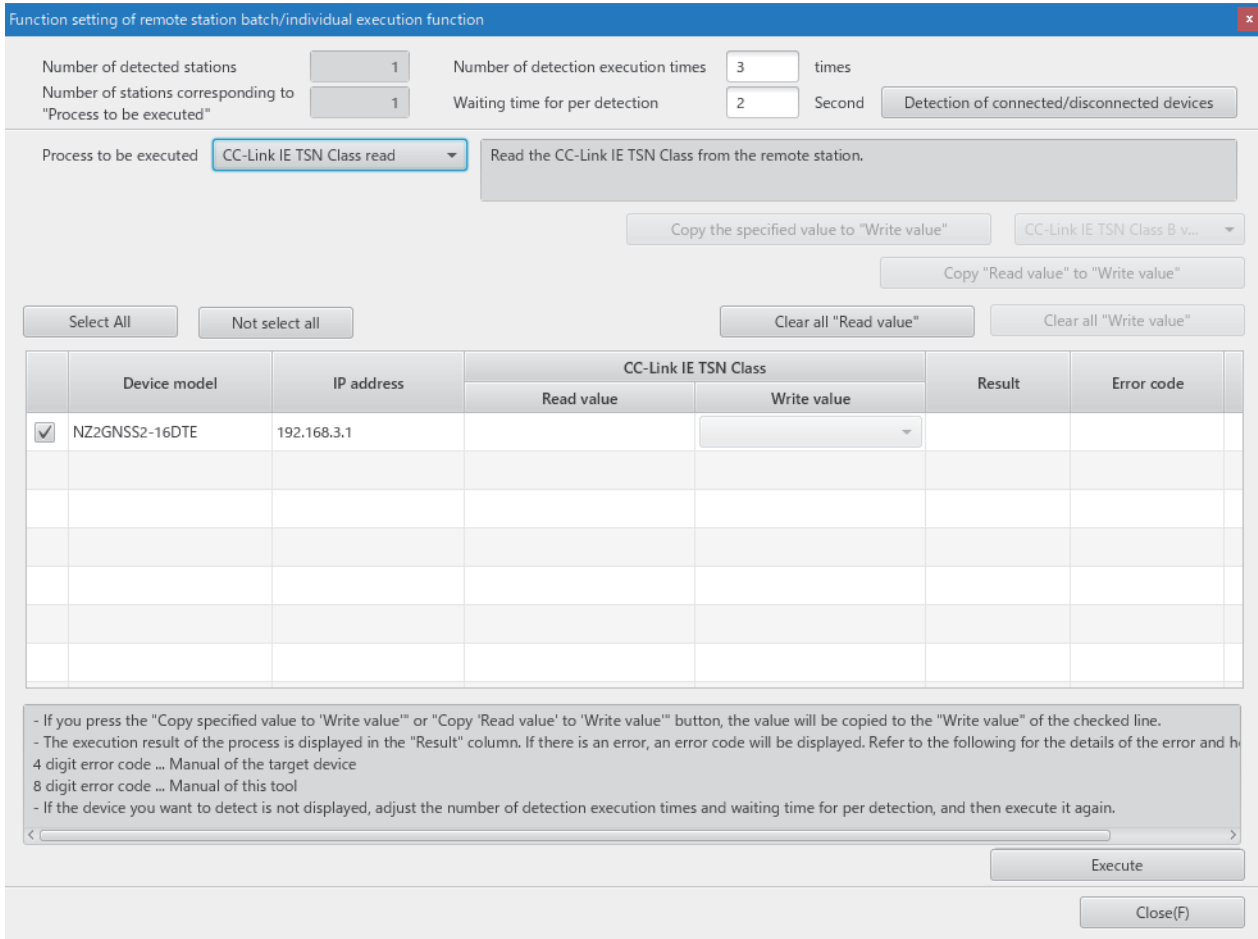 Function setting of remote station batch/individual execution function
x
Number of detected stations 1 Number of detection execution times 3 times
Number of stations corresponding to
"Process to be executed" 1 Waiting time for per detection 2 Second Detection of connected/disconnected devices
Process to be executed CC-Link IE TSN Class read Read the CC-Link IE TSN Class from the remote station.
Copy the specified value to "Write value" CC-Link IE TSN Class B v...
Copy "Read value" to "Write value"
Select All Not select all Clear all "Read value" Clear all "Write value"
Device model IP address CC-Link IE TSN Class Result Error code
Read value Write value
NZ2GNSS2-16DTE 192.168.3.1
- If you press the "Copy specified value to 'Write value'" or "Copy 'Read value' to 'Write value'" button, the value will be copied to the "Write value" of the checked line.
- The execution result of the process is displayed in the "Result" column. If there is an error, an error code will be displayed. Refer to the following for the details of the error and
4 digit error code ... Manual of the target device
8 digit error code ... Manual of this tool
- If the device you want to detect is not displayed, adjust the number of detection execution times and waiting time for per detection, and then execute it again.
Execute
Close(F)